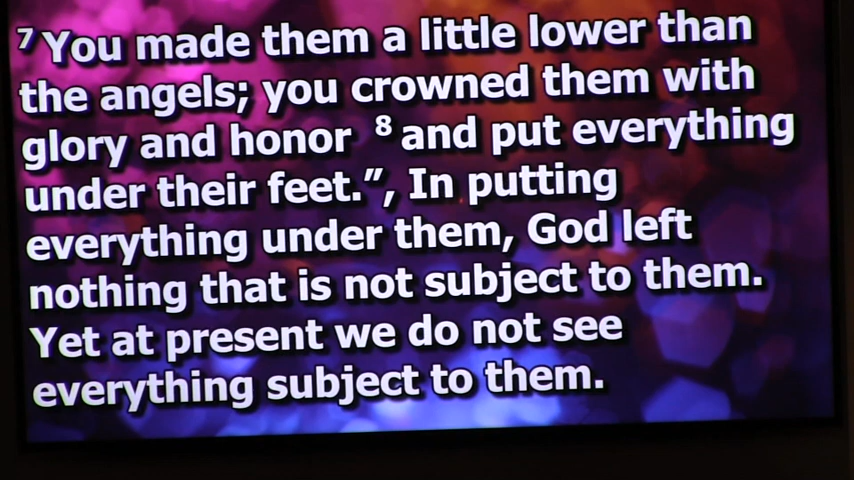 7 You made them a little lower than
the angels; you crowned them with
glory and honor 8 and put everything
under their feet.”, In putting
everything under them, God left
nothing that is not subject to them.
Yet at present we do not see
everything subject to them.